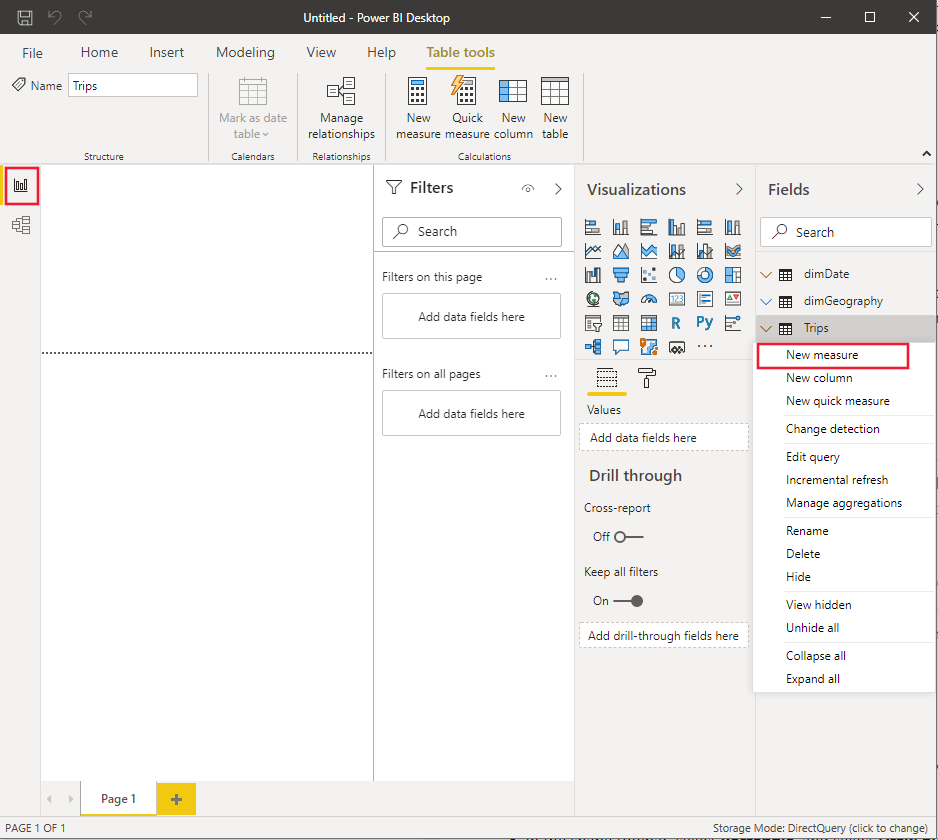 Untitled - Power BI Desktop
File Home Insert Modeling View Help Table tools
Name Trips
Mark as date
table
Manage
relationships
New
measure
Quick
measure
New
column
New
table
Structure Calendars Relationships Calculations
Filters
Search
Filters on this page ...
Add data fields here
Filters on all pages ...
Add data fields here
Visualizations
123
R Py
...
Values
Add data fields here
Drill through
Cross-report
Off
Keep all filters
On
Add drill-through fields here
Fields
Search
dimDate
dimGeography
Trips
New measure
New column
New quick measure
Change detection
Edit query
Incremental refresh
Manage aggregations
Rename
Delete
Hide
View hidden
Unhide all
Collapse all
Expand all
Page 1 +
PAGE 1 OF 1
Storage Mode: DirectQuery (click to change)